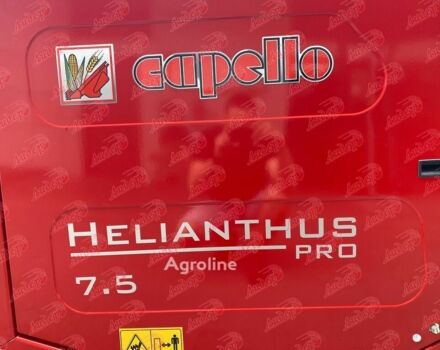 capello
HELIANTHUS
PRO
Agroline
7.5